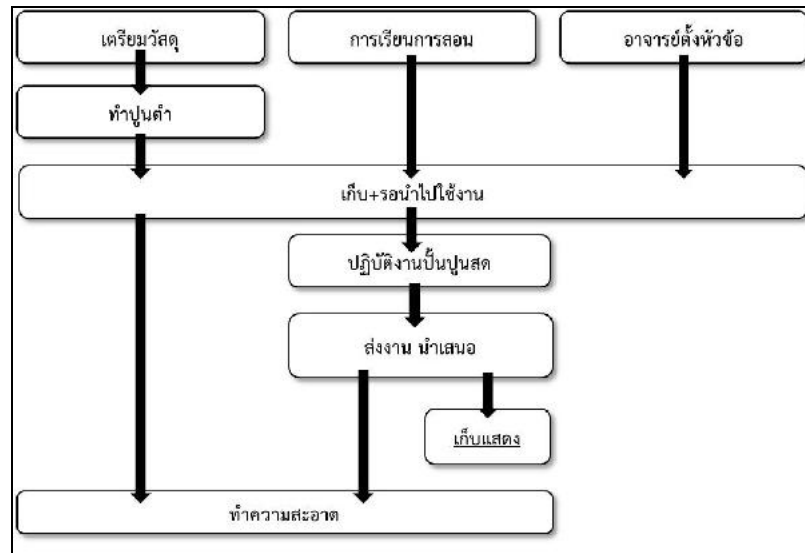 เตรียมวัสดุ
การเรียนการสอน
อาจารย์ตั้งหัวข้อ
ทำปูนตำ
เก็บ+รอนำไปใช้งาน
ปฏิบัติงานปั้นปูนสด
ส่งงาน นำเสนอ
เก็บแสดง
ทำความสะอาด